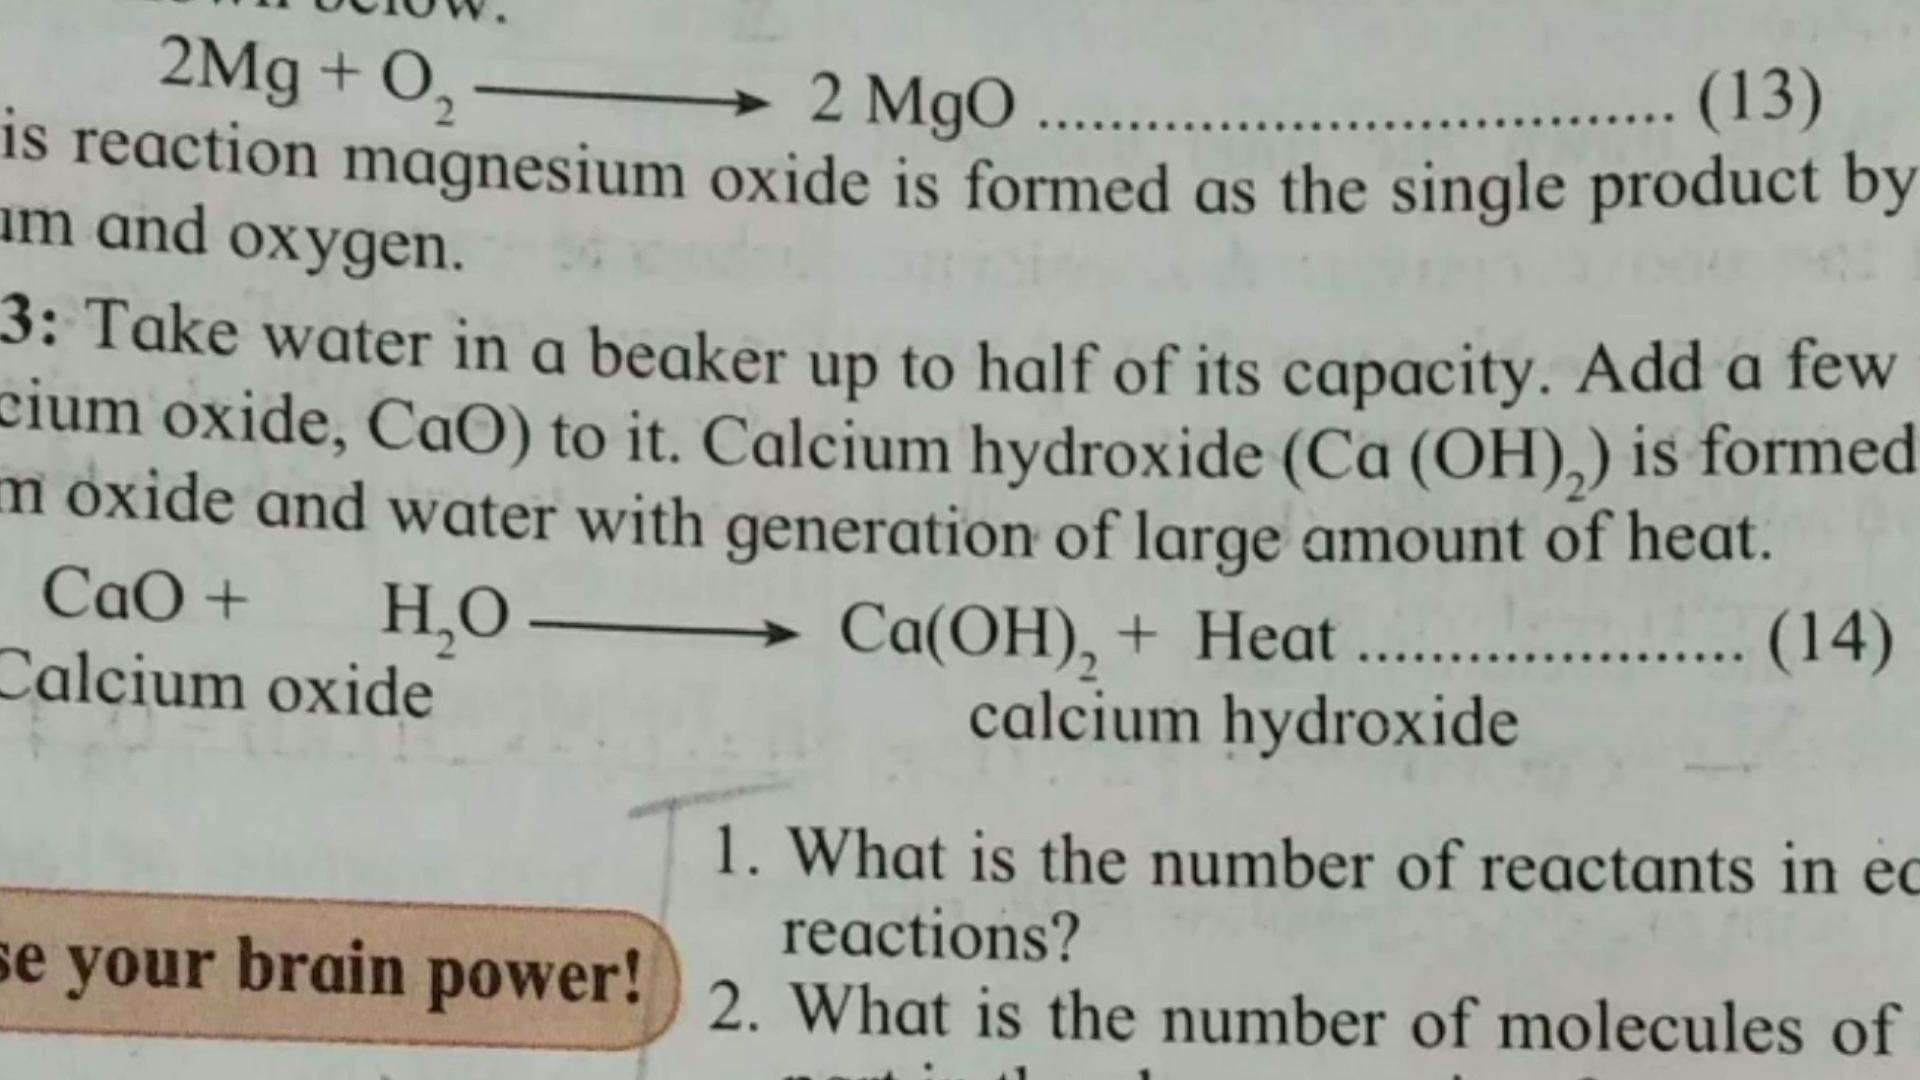 below.
2Mg + O₂ ⟶ 2 MgO .................................... (13)
is reaction magnesium oxide is formed as the single product by
um and oxygen.
3: Take water in a beaker up to half of its capacity. Add a few
cium oxide, CaO) to it. Calcium hydroxide (Ca (OH)₂) is formed
m oxide and water with generation of large amount of heat.
CaO + H₂O ⟶ Ca(OH)₂ + Heat ...................... (14)
Calcium oxide
calcium hydroxide
1. What is the number of reactants in
reactions?
se your brain power!
2. What is the number of molecules of